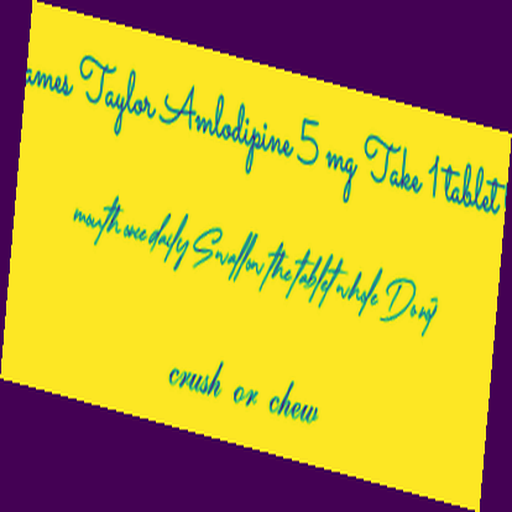 ames Taylor Amlodipine 5 mg Take 1 tablet
mouth once daily Swallow the tablet whole Don't
crush or chew